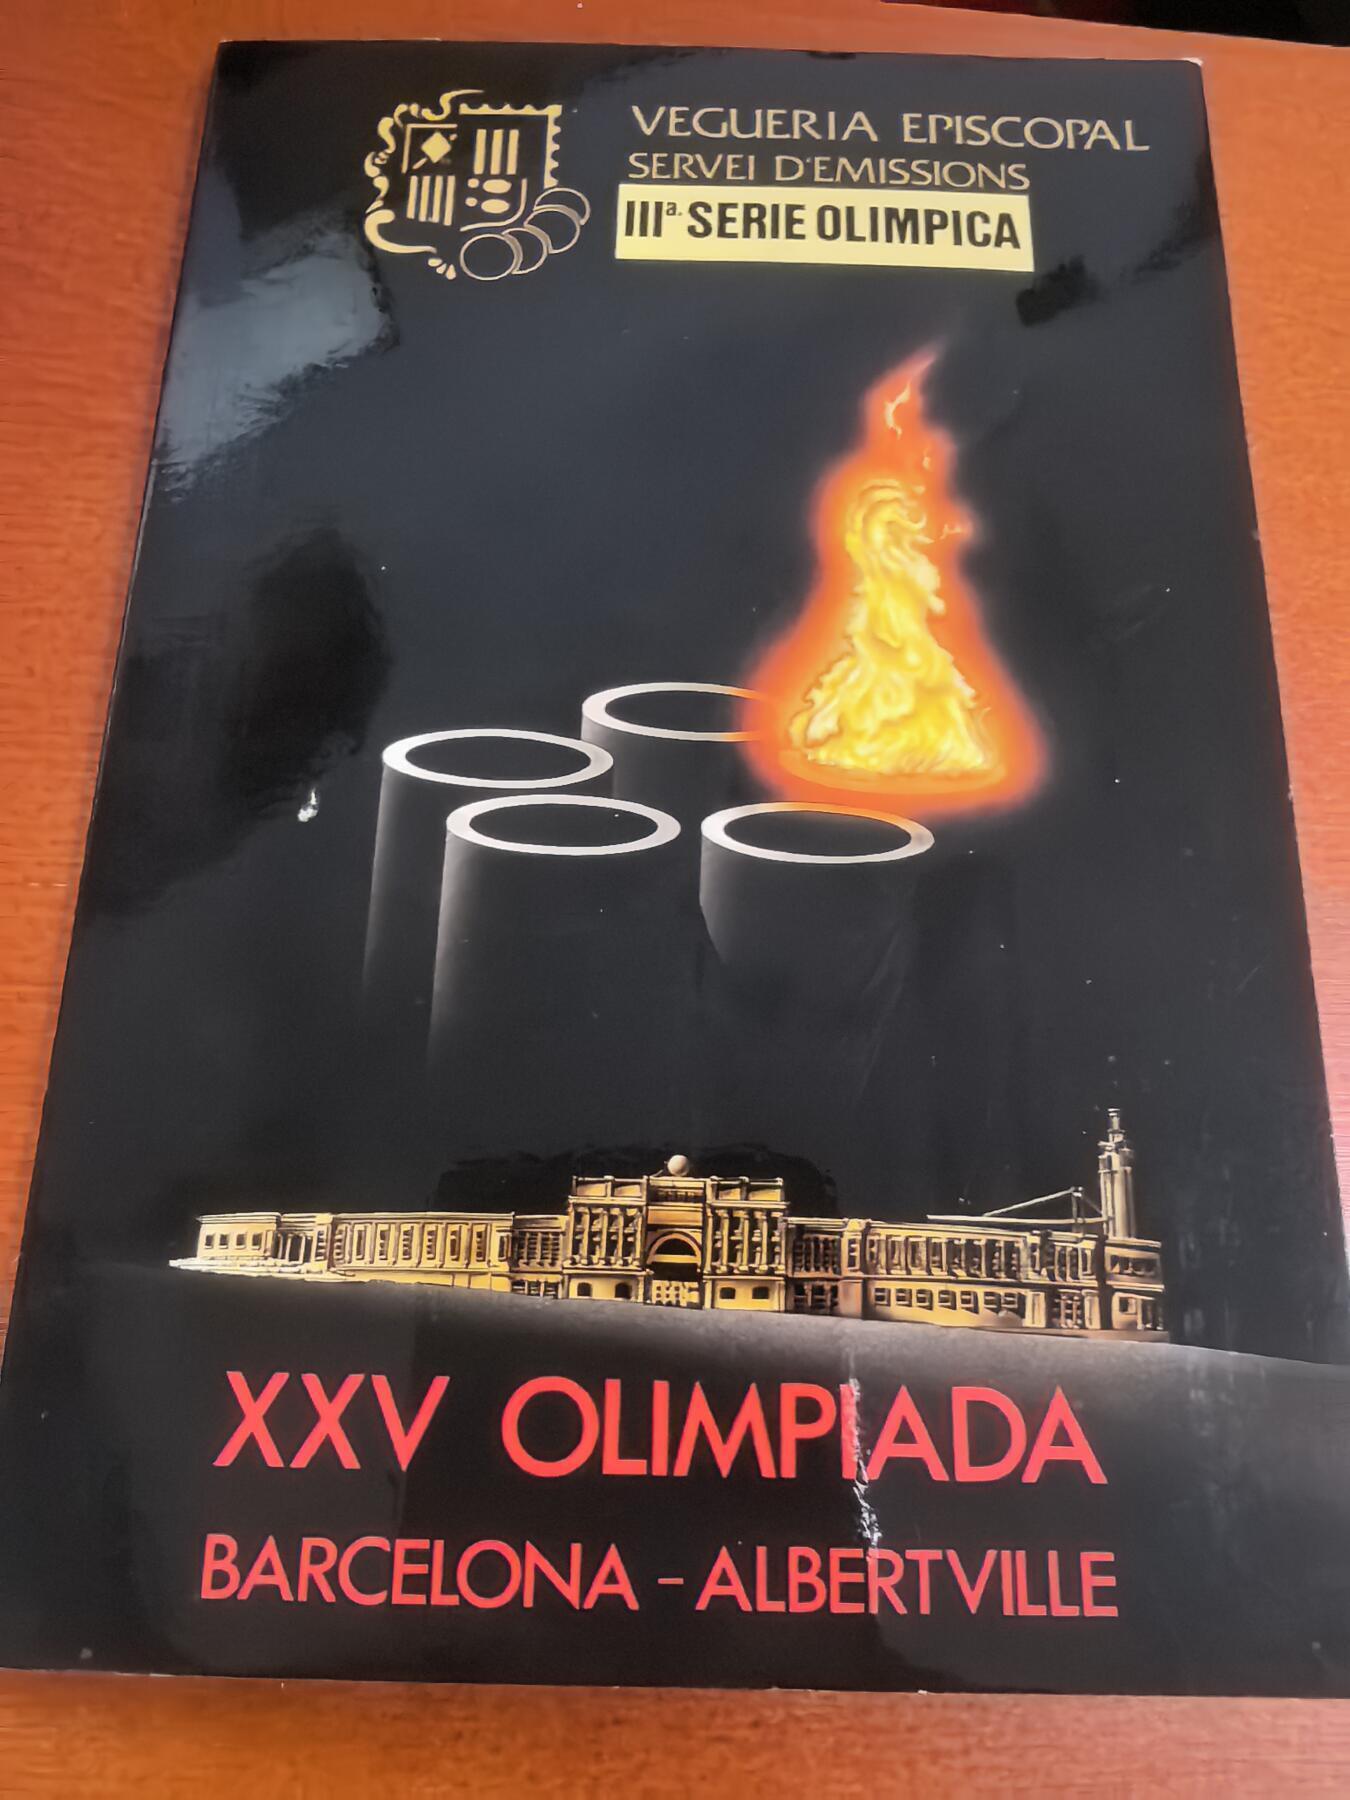 VEGUERIA EPISCOPAL
SERVEI D'EMISSIONS
IIIª. SERIE OLIMPICA
XXV OLIMPIADA
BARCELONA - ALBERTVILLE